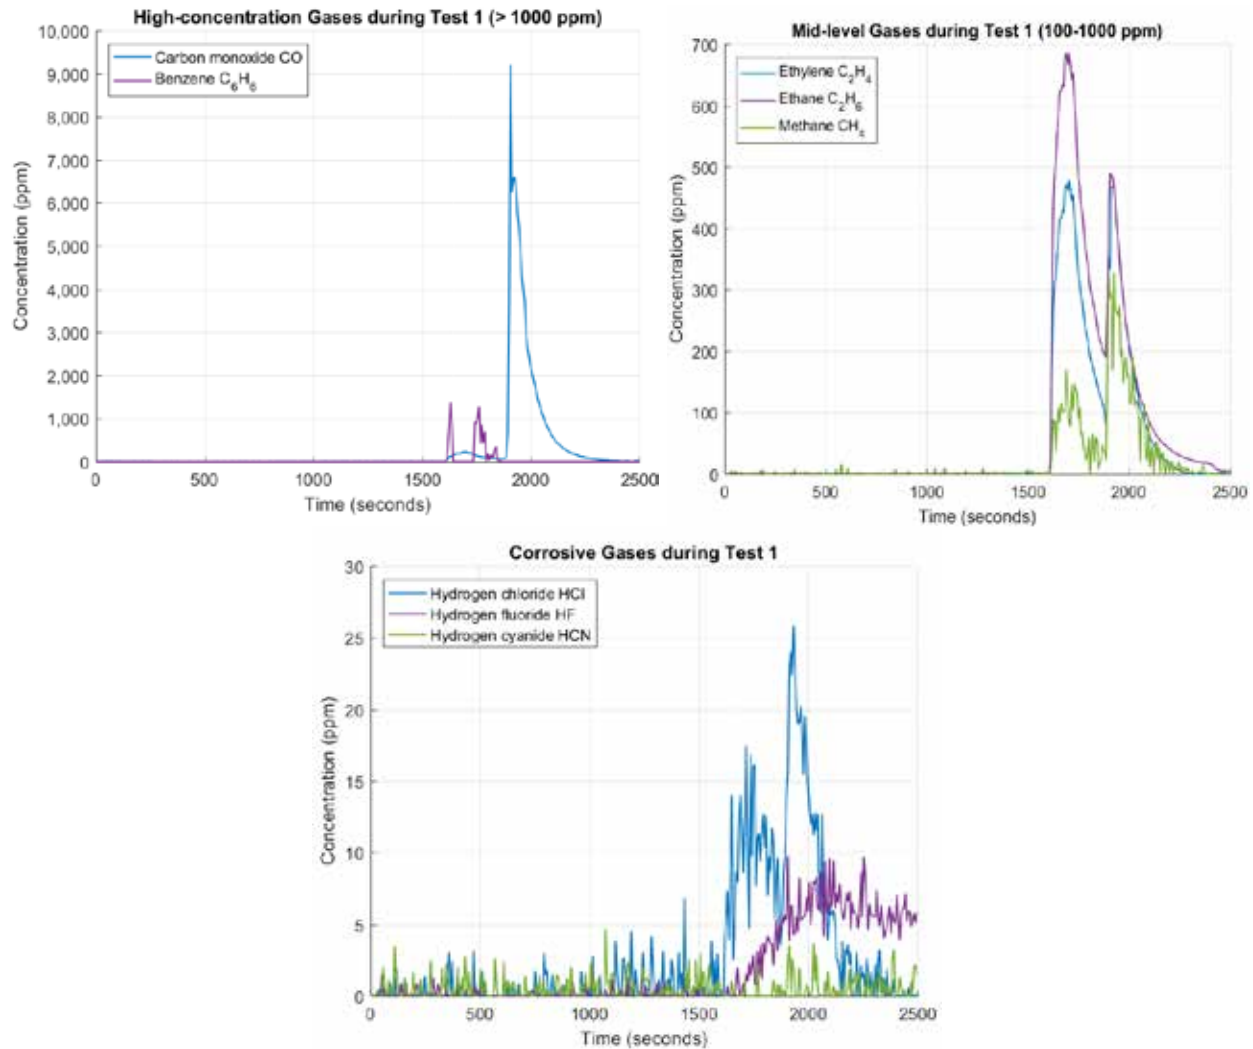 High-concentration Gases during Test 1 (> 1000 ppm)
10,000
9,000
8,000
7,000
6,000
5,000
4,000
3,000
2,000
1,000
0
Concentration (ppm)
Carbon monoxide CO
Benzene C6H6
0 500 1000 1500 2000 2500
Time (seconds)
Mid-level Gases during Test 1 (100-1000 ppm)
700
600
500
400
300
200
100
0
Concentration (ppm)
Ethylene C2H4
Ethane C2H6
Methane CH4
0 500 1000 1500 2000 2500
Time (seconds)
Corrosive Gases during Test 1
30
25
20
15
10
5
0
Concentration (ppm)
Hydrogen chloride HCl
Hydrogen fluoride HF
Hydrogen cyanide HCN
0 500 1000 1500 2000 2500
Time (seconds)